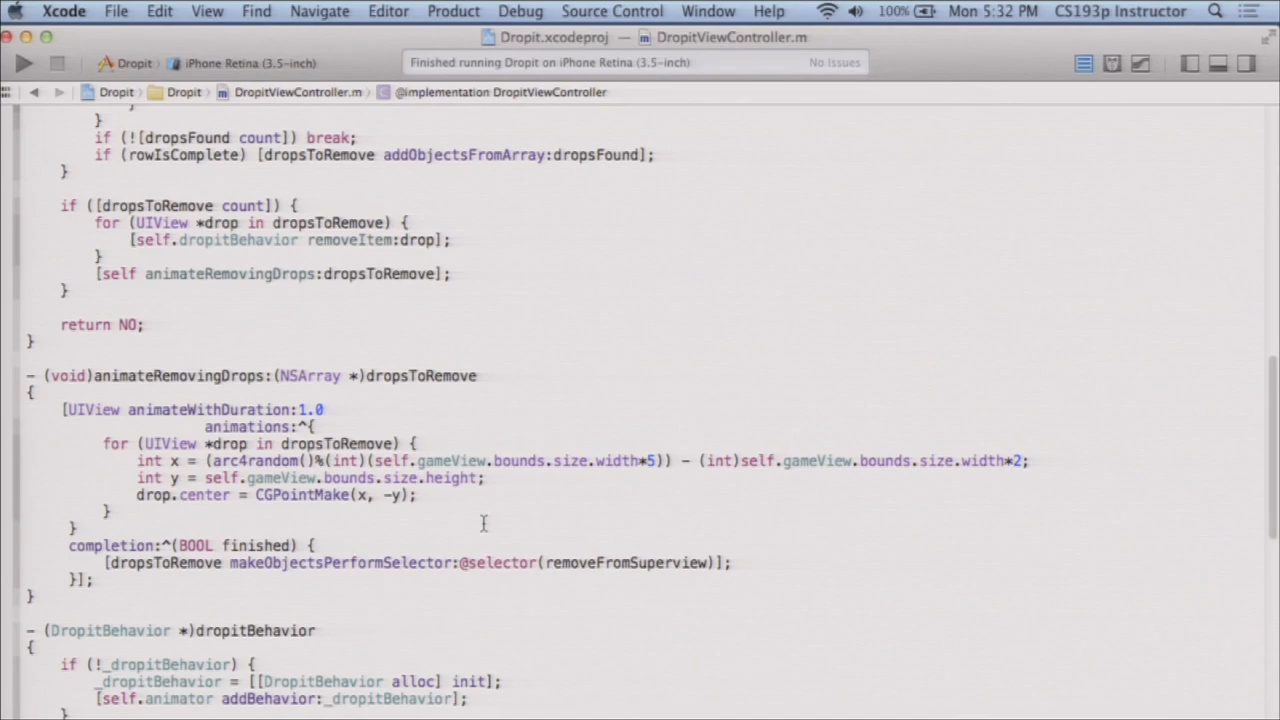 Xcode File Edit View Find Navigate Editor Product Debug Source Control Window Help 100% Mon 5:32 PM CS193p Instructor
Dropit.xcodeproj — DropitViewController.m
Dropit iPhone Retina (3.5-inch) Finished running Dropit on iPhone Retina (3.5-inch) No Issues
Dropit Dropit DropitViewController.m @implementation DropitViewController
}
}
if (![dropsFound count]) break;
if (rowIsComplete) [dropsToRemove addObjectsFromArray:dropsFound];
}
if ([dropsToRemove count]) {
for (UIView *drop in dropsToRemove) {
[self.dropitBehavior removeItem:drop];
}
[self animateRemovingDrops:dropsToRemove];
}
return NO;
}
- (void)animateRemovingDrops:(NSArray *)dropsToRemove
{
[UIView animateWithDuration:1.0
animations:^{
for (UIView *drop in dropsToRemove) {
int x = (arc4random()%(int)(self.gameView.bounds.size.width*5)) - (int)self.gameView.bounds.size.width*2;
int y = self.gameView.bounds.size.height;
drop.center = CGPointMake(x, -y);
}
}
completion:^(BOOL finished) {
[dropsToRemove makeObjectsPerformSelector:@selector(removeFromSuperview)];
}];
}
- (DropitBehavior *)dropitBehavior
{
if (!_dropitBehavior) {
_dropitBehavior = [[DropitBehavior alloc] init];
[self.animator addBehavior:_dropitBehavior];
}